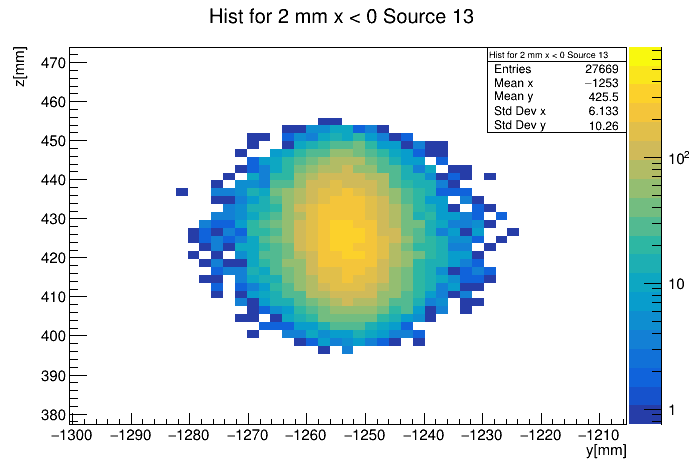 Hist for 2 mm x < 0 Source 13
z[mm]
470
460
450
440
430
420
410
400
390
380
Hist for 2 mm x < 0 Source 13
Entries 27669
Mean x −1253
Mean y 425.5
Std Dev x 6.133
Std Dev y 10.26
10²
10
1
−1300 −1290 −1280 −1270 −1260 −1250 −1240 −1230 −1220 −1210
y[mm]